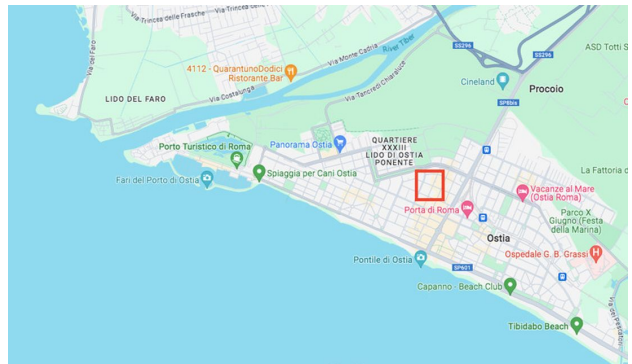 Via Trincea delle Frasche
Via Trincea delle
Via del Faro
Via Monte Cadria
River Tiber
SS296
SS296
ASD Totti S
4112 - QuarantunoDodici
Ristorante Bar
Cineland
Procoio
LIDO DEL FARO
Via Costalunga
Via Tancredi Chiaraluce
SP8bis
Porto Turistico di Roma
Panorama Ostia
QUARTIERE
XXXIII
LIDO DI OSTIA
PONENTE
Spiaggia per Cani Ostia
Fari del Porto di Ostia
La Fattoria d
Vacanze al Mare
(Ostia Roma)
Porta di Roma
Parco X
Giugno (Festa
della Marina)
Ostia
Ospedale G. B. Grassi
H
Pontile di Ostia
SP601
Capanno - Beach Club
Via dei Pescatori
Tibidabo Beach